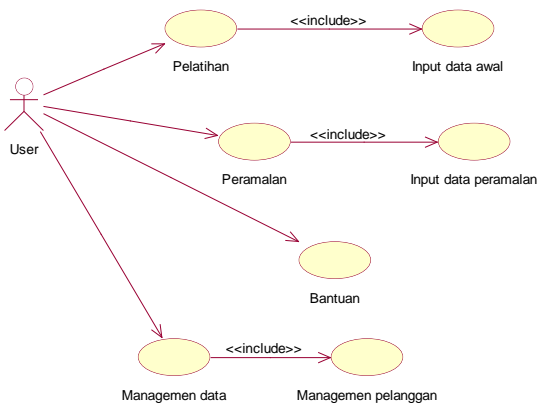 <<include>>
Pelatihan
Input data awal
User
<<include>>
Peramalan
Input data peramalan
Bantuan
<<include>>
Managemen data
Managemen pelanggan